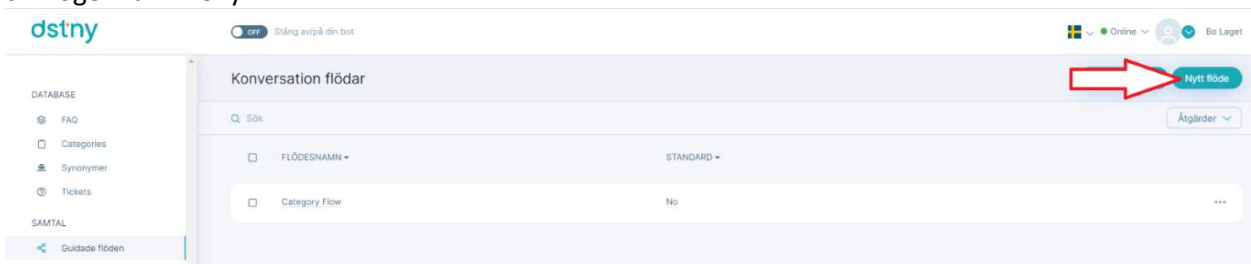 dstny
OFF Stäng av/på din bot
Online
Bo Laget
Konversation flödar
Nytt flöde
DATABASE
FAQ
Categories
Synonymer
Tickets
SAMTAL
Guidade flöden
Sök
Åtgärder
FLÖDESNAMN
STANDARD
Category Flow
No